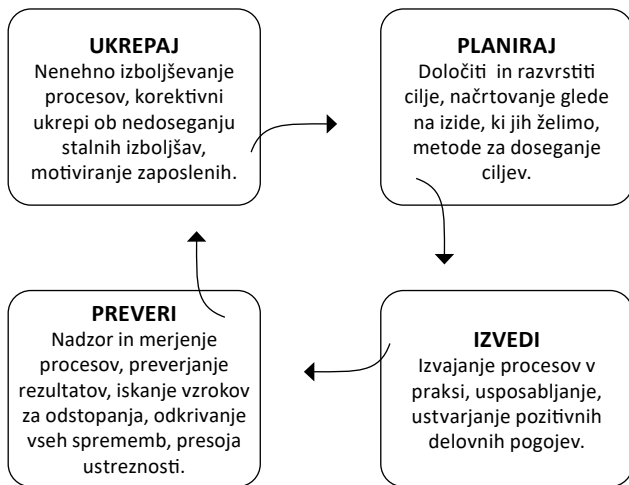 UKREPAJ
Nenehno izboljševanje
procesov, korektivni
ukrepi ob nedoseganju
stalnih izboljšav,
motiviranje zaposlenih.
PLANIRAJ
Določiti in razvrstiti
cilje, načrtovanje glede
na izide, ki jih želimo,
metode za doseganje
ciljev.
PREVERI
Nadzor in merjenje
procesov, preverjanje
rezultatov, iskanje vzrokov
za odstopanja, odkrivanje
vseh sprememb, presoja
ustreznosti.
IZVEDI
Izvajanje procesov v
praksi, usposabljanje,
ustvarjanje pozitivnih
delovnih pogojev.